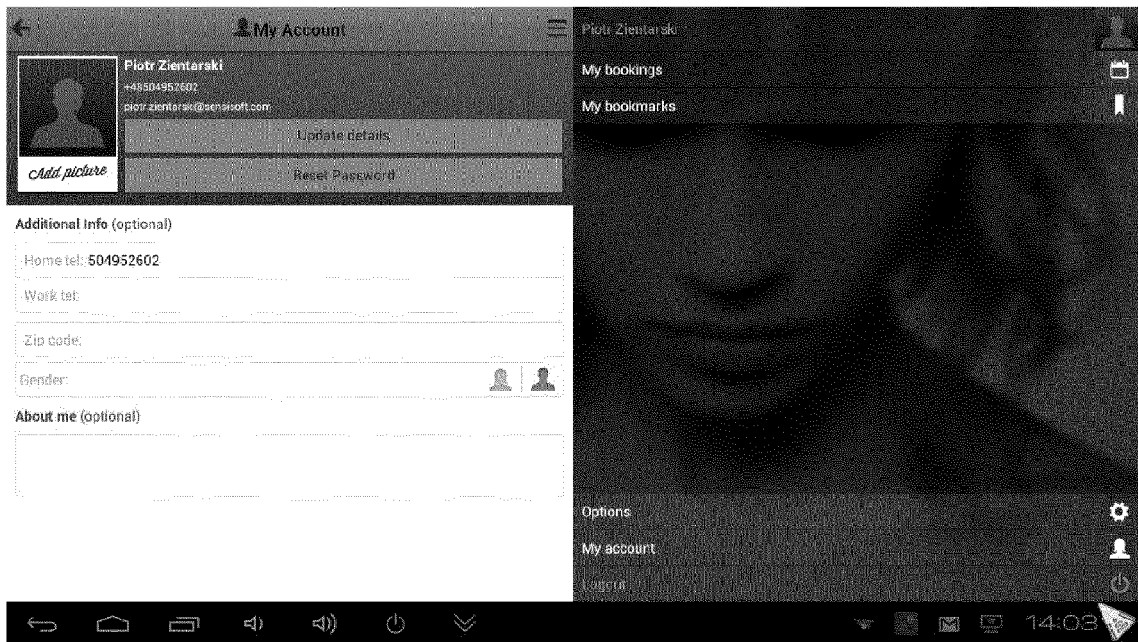 My Account
Piotr Zientarski
+48504952602
piotr.zientarski@sensisoft.com
Update details
Reset Password
Add picture
Additional Info (optional)
Home tel: 504952602
Work tel:
Zip code:
Gender:
About me (optional)
Piotr Zientarski
My bookings
My bookmarks
Options
My account
Logout
14:03